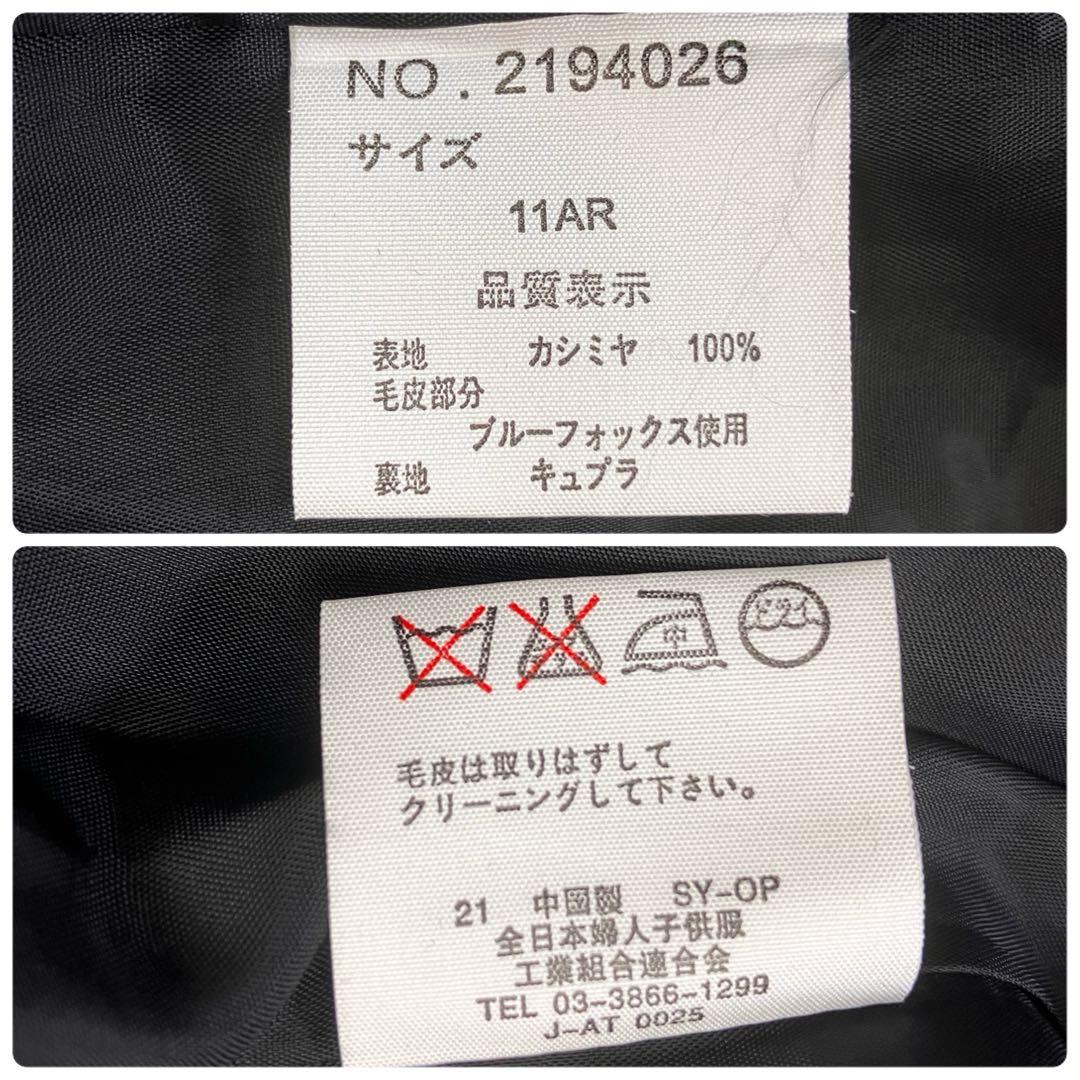 NO. 2194026
サイズ
11AR
品質表示
表地 カシミヤ 100%
毛皮部分
ブルーフォックス使用
裏地 キュプラ
中 ドライ
毛皮は取りはずして
クリーニングして下さい。
21 中国製 SY-OP
全日本婦人子供服
工業組合連合会
TEL 03-3866-1299
J-AT 0025